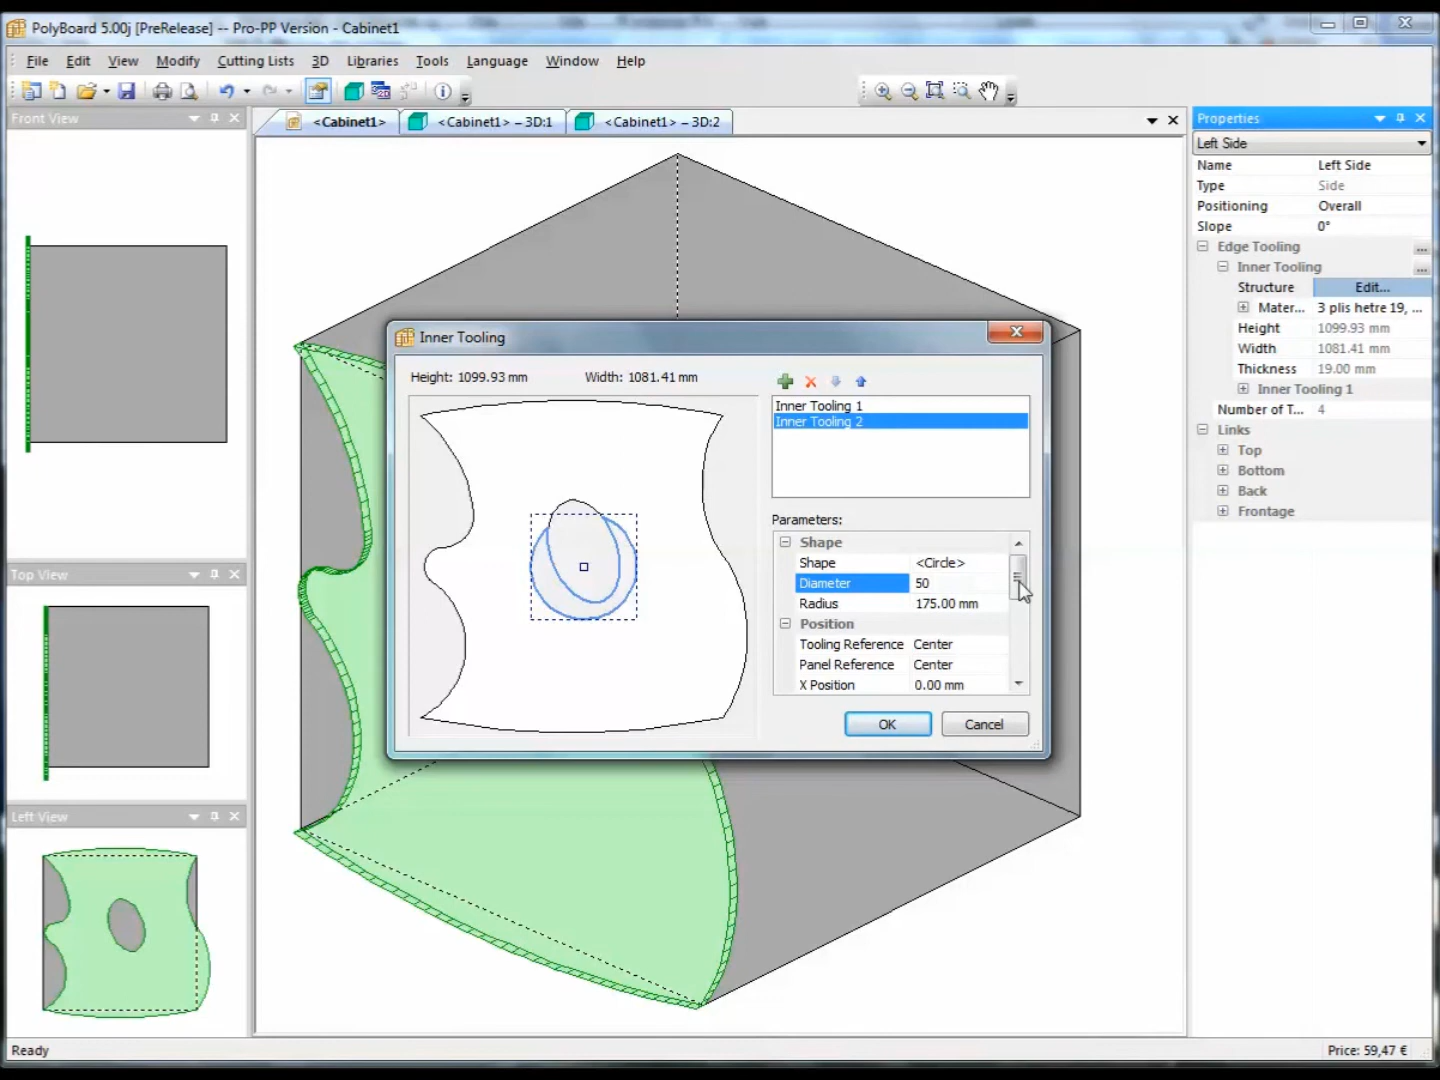 PolyBoard 5.00j [PreRelease] -- Pro-PP Version - Cabinet1
File Edit View Modify Cutting Lists 3D Libraries Tools Language Window Help
Front View
<Cabinet1>
<Cabinet1> – 3D:1
<Cabinet1> – 3D:2
Properties
Left Side
Name Left Side
Type Side
Positioning Overall
Slope 0°
Edge Tooling ...
Inner Tooling ...
Structure Edit...
Mater... 3 plis hetre 19, ...
Height 1099.93 mm
Width 1081.41 mm
Thickness 19.00 mm
Inner Tooling 1
Number of T... 4
Links
Top
Bottom
Back
Frontage
Inner Tooling
Height: 1099.93 mm Width: 1081.41 mm
Inner Tooling 1
Inner Tooling 2
Parameters:
Shape
Shape <Circle>
Diameter 50
Radius 175.00 mm
Position
Tooling Reference Center
Panel Reference Center
X Position 0.00 mm
OK Cancel
Top View
Left View
Ready
Price: 59,47 €